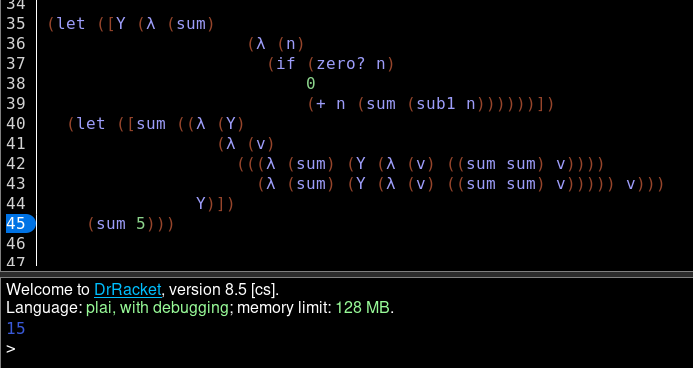 34
35 (let ([Y (λ (sum)
36 (λ (n)
37 (if (zero? n)
38 0
39 (+ n (sum (sub1 n))))))])
40 (let ([sum ((λ (Y)
41 (λ (v)
42 (((λ (sum) (Y (λ (v) ((sum sum) v))))
43 (λ (sum) (Y (λ (v) ((sum sum) v))))) v)))
44 Y)])
45 (sum 5)))
46
47
Welcome to DrRacket, version 8.5 [cs].
Language: plai, with debugging; memory limit: 128 MB.
15
>